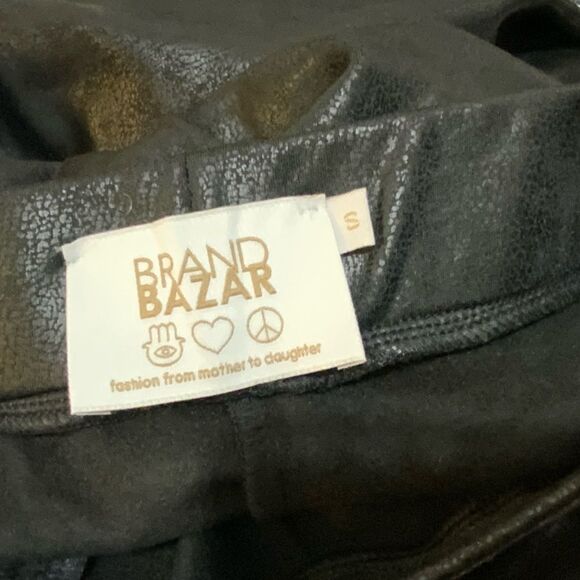 BRAND
BAZAR
fashion from mother to daughter
S